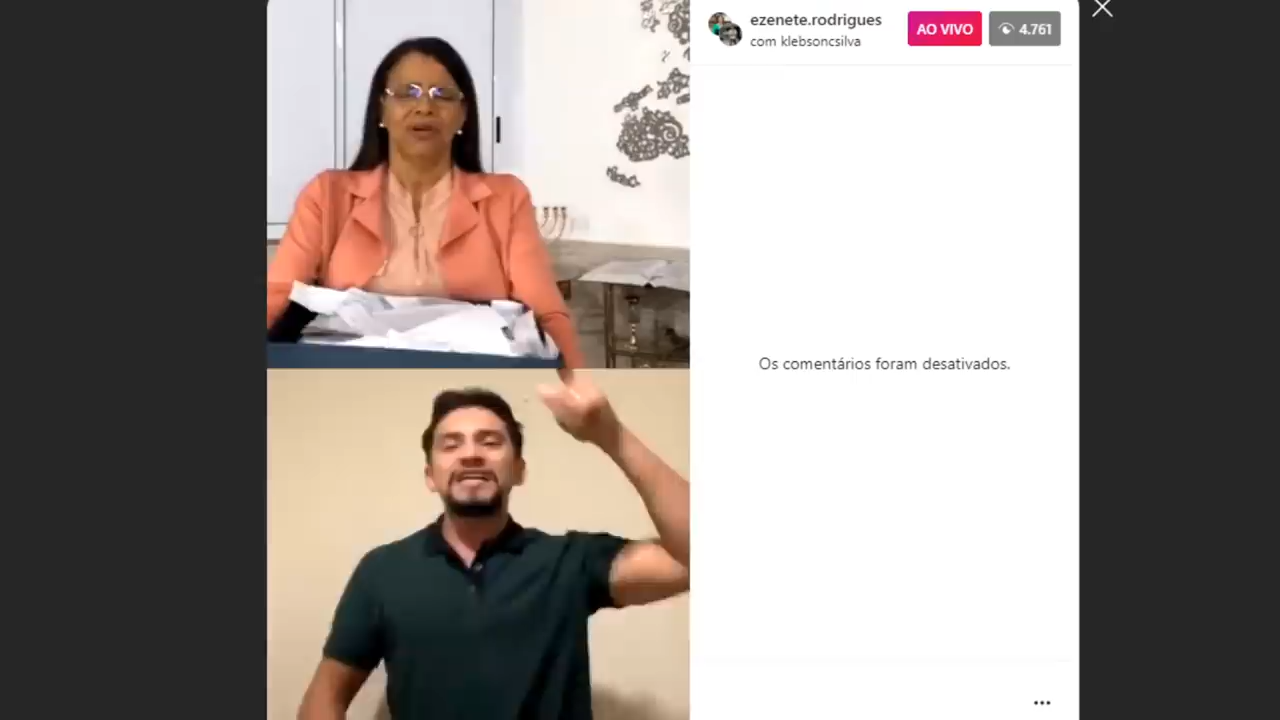 ezenete.rodrigues
com klebsoncsilva
AO VIVO
4.761
Os comentários foram desativados.